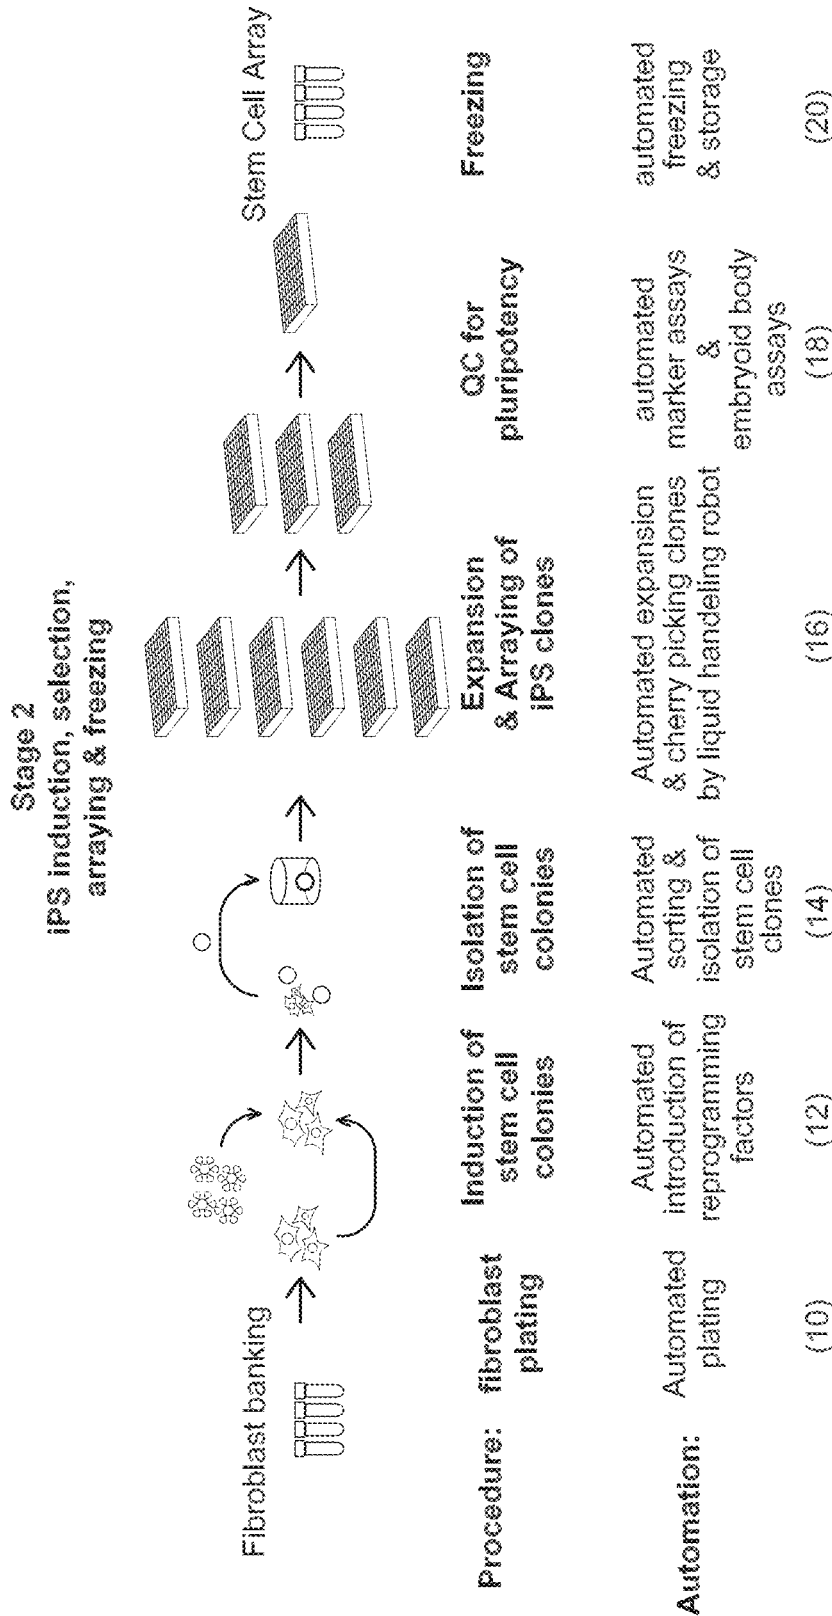 Stage 2
iPS induction, selection,
arraying & freezing
Fibroblast banking
Stem Cell Array
Procedure:
fibroblast
plating
Induction of
stem cell
colonies
Isolation of
stem cell
colonies
Expansion
& Arraying of
iPS clones
QC for
pluripotency
Freezing
Automation:
Automated
plating
Automated
introduction of
reprogramming
factors
Automated
sorting &
isolation of
stem cell
clones
Automated expansion
& cherry picking clones
by liquid handeling robot
automated
marker assays
&
embryoid body
assays
automated
freezing
& storage
(10)
(12)
(14)
(16)
(18)
(20)